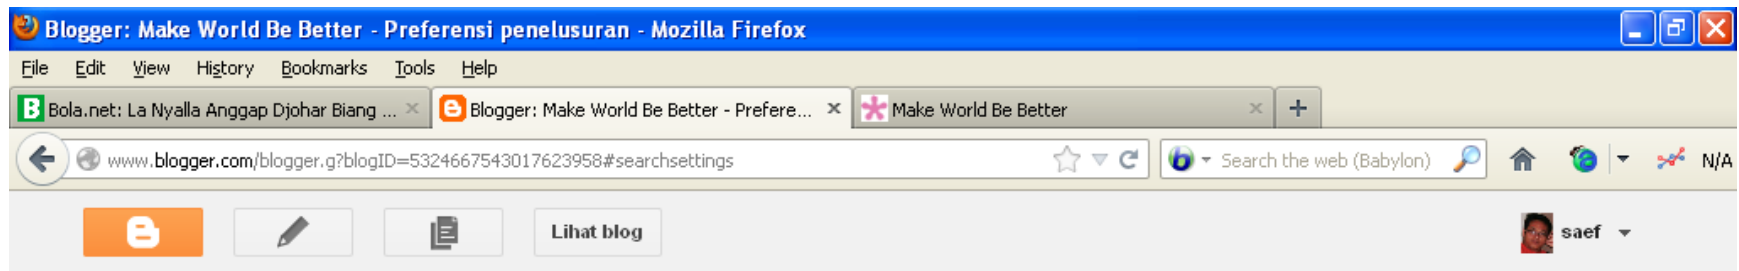 Blogger: Make World Be Better - Preferensi penelusuran - Mozilla Firefox
File Edit View History Bookmarks Tools Help
B Bola.net: La Nyalla Anggap Djohar Biang ... Blogger: Make World Be Better - Prefere... Make World Be Better
www.blogger.com/blogger.g?blogID=5324667543017623958#searchsettings Search the web (Babylon) N/A
Lihat blog saef